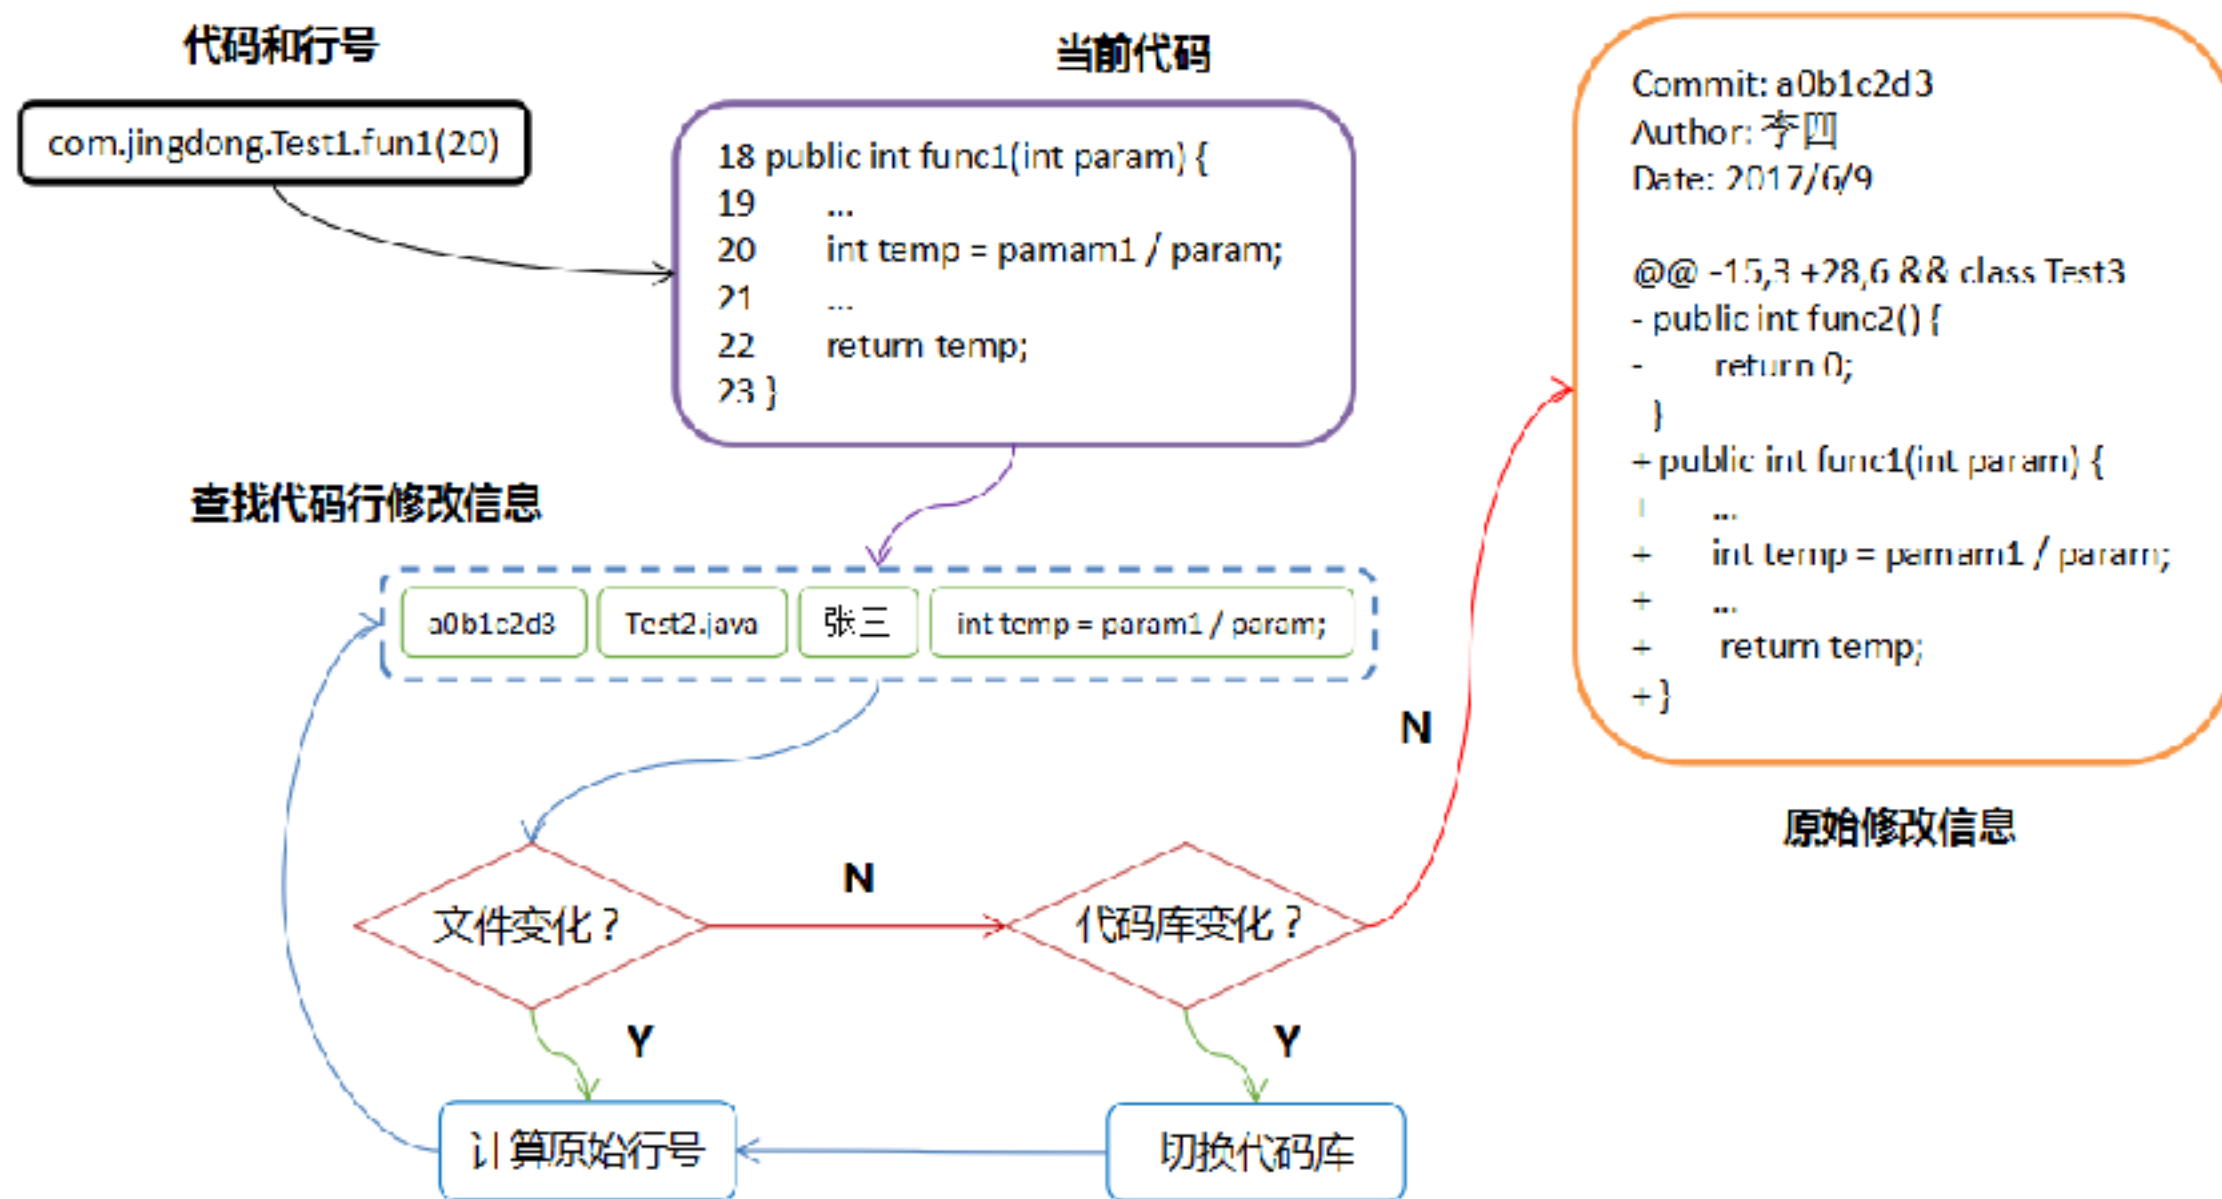 代码和行号
com.jingdong.Test1.fun1(20)
当前代码
18 public int func1(int param) {
19 ...
20 int temp = pamam1 / param;
21 ...
22 return temp;
23 }
查找代码行修改信息
a0b1c2d3
Test2.java
张三
int temp = param1 / param;
文件变化？
N
代码库变化？
N
Y
Y
计算原始行号
切换代码库
Commit: a0b1c2d3
Author: 李四
Date: 2017/6/9
@@ -15,3 +28,6 && class Test3
- public int func2() {
- return 0;
}
+ public int func1(int param) {
+ ...
+ int temp = pamam1 / param;
+ ...
+ return temp;
+ }
原始修改信息